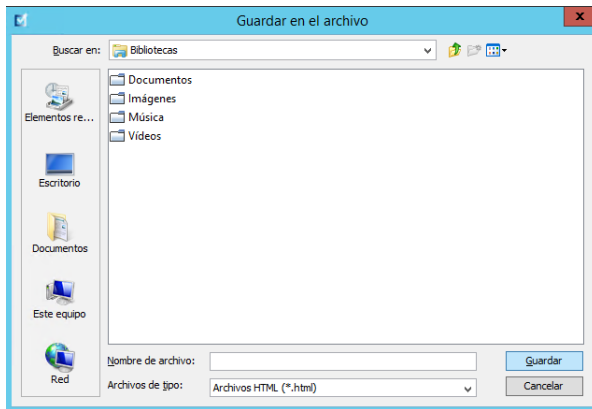 Guardar en el archivo
x
Buscar en: Bibliotecas
Elementos re...
Escritorio
Documentos
Este equipo
Red
Documentos
Imágenes
Música
Vídeos
Nombre de archivo:
Guardar
Archivos de tipo: Archivos HTML (*.html)
Cancelar